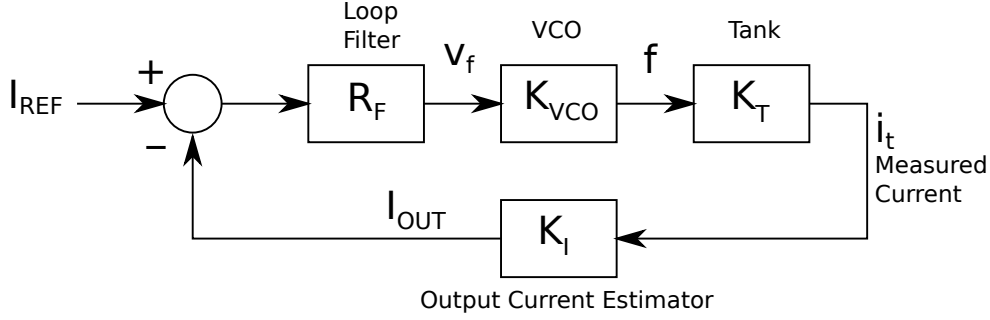 Loop
Filter
VCO
Tank
I_REF
+
−
R_F
v_f
K_VCO
f
K_T
i_t
Measured
Current
I_OUT
K_I
Output Current Estimator